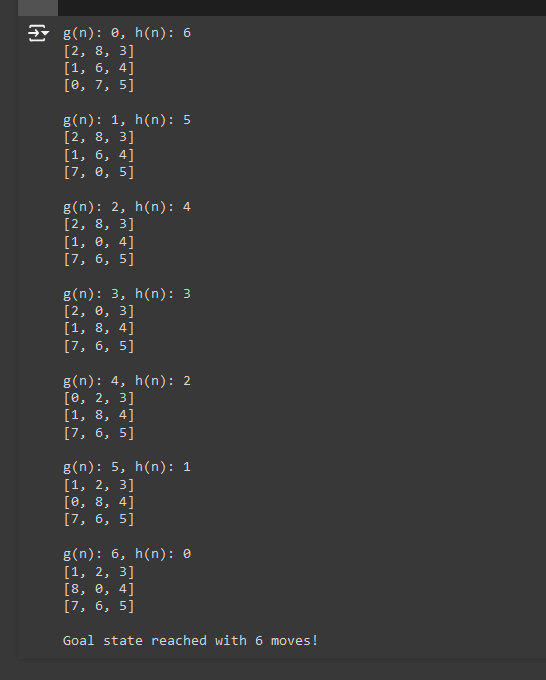 g(n): 0, h(n): 6
[2, 8, 3]
[1, 6, 4]
[0, 7, 5]
g(n): 1, h(n): 5
[2, 8, 3]
[1, 6, 4]
[7, 0, 5]
g(n): 2, h(n): 4
[2, 8, 3]
[1, 0, 4]
[7, 6, 5]
g(n): 3, h(n): 3
[2, 0, 3]
[1, 8, 4]
[7, 6, 5]
g(n): 4, h(n): 2
[0, 2, 3]
[1, 8, 4]
[7, 6, 5]
g(n): 5, h(n): 1
[1, 2, 3]
[0, 8, 4]
[7, 6, 5]
g(n): 6, h(n): 0
[1, 2, 3]
[8, 0, 4]
[7, 6, 5]
Goal state reached with 6 moves!